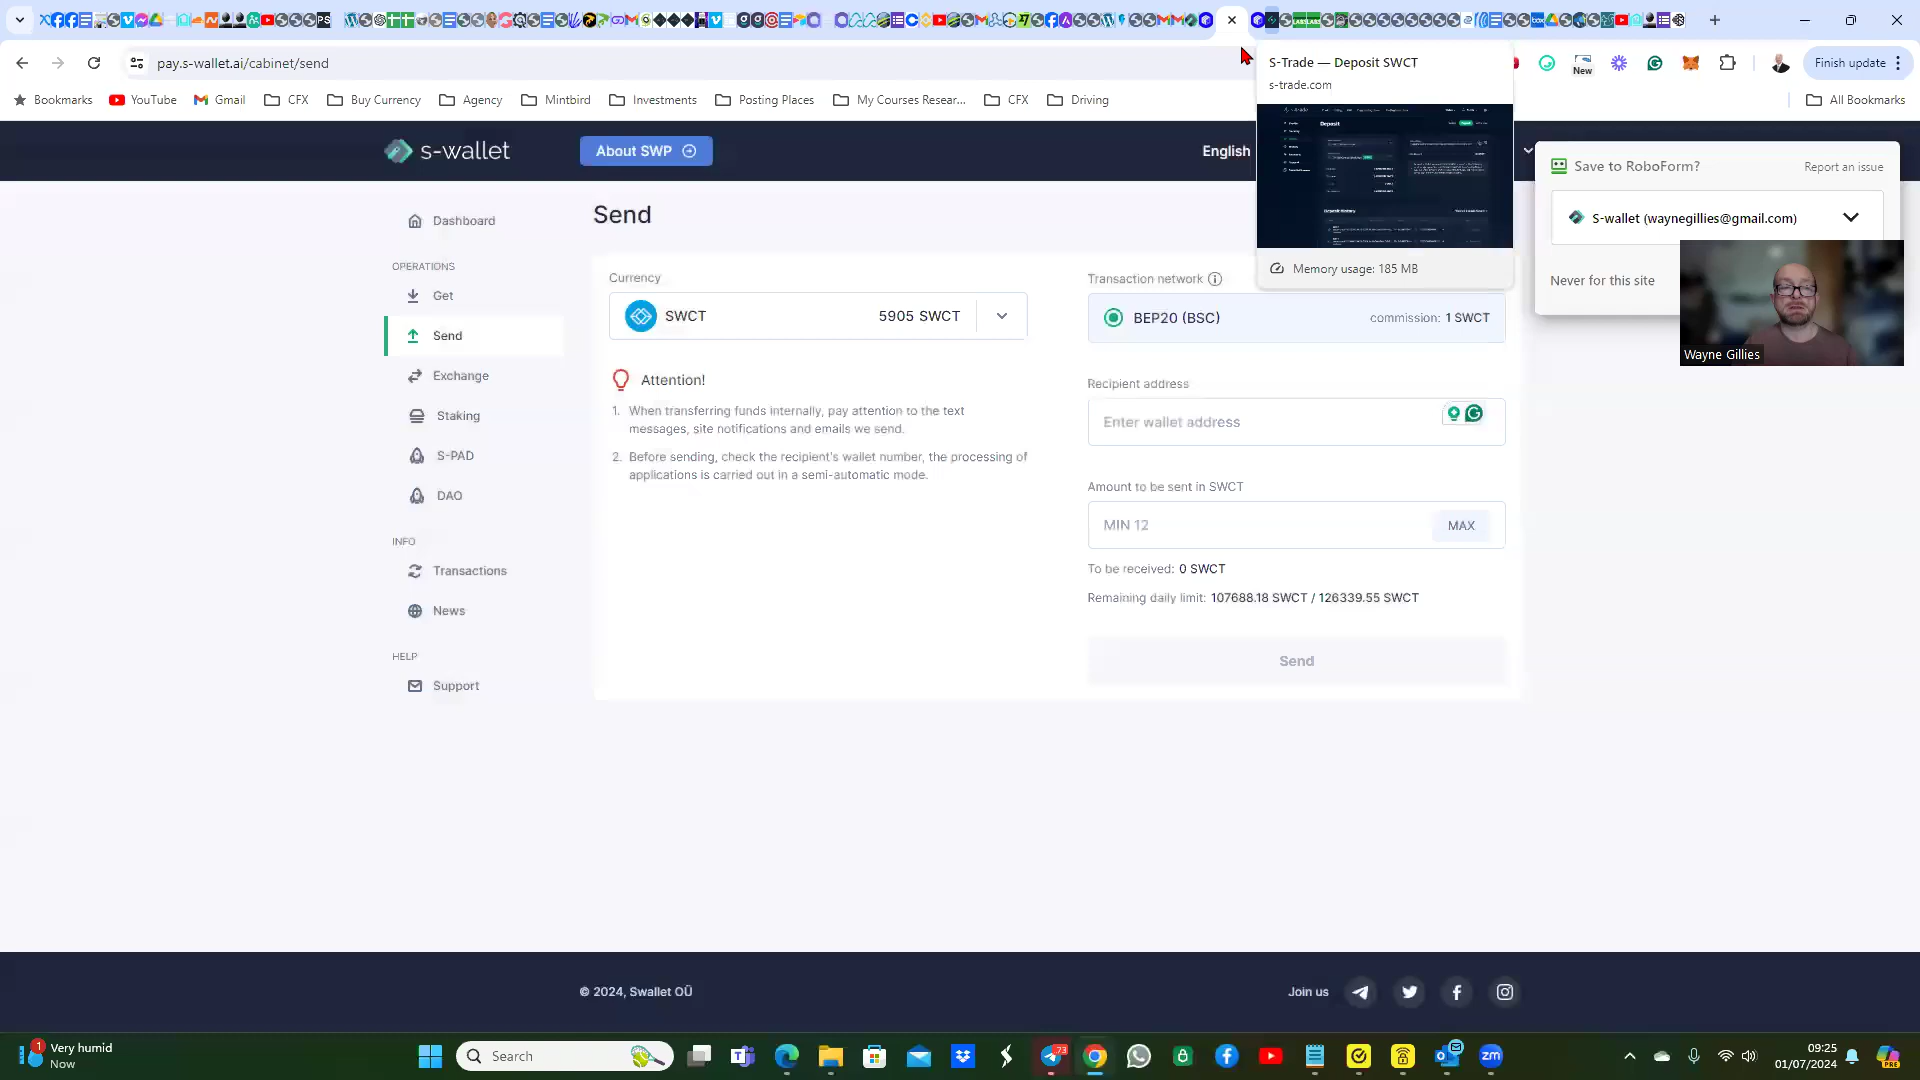 pay.s-wallet.ai/cabinet/send
New
Finish update
Bookmarks
YouTube
Gmail
CFX
Buy Currency
Agency
Mintbird
Investments
Posting Places
My Courses Resear...
CFX
Driving
All Bookmarks
S-Trade — Deposit SWCT
s-trade.com
Deposit
Deposit History
Memory usage: 185 MB
s-wallet
About SWP
English
Save to RoboForm?
Report an issue
S-wallet (waynegillies@gmail.com)
Never for this site
Wayne Gillies
Dashboard
OPERATIONS
Get
Send
Exchange
Staking
S-PAD
DAO
INFO
Transactions
News
HELP
Support
Send
Currency
SWCT
5905 SWCT
Attention!
1. When transferring funds internally, pay attention to the text
messages, site notifications and emails we send.
2. Before sending, check the recipient's wallet number, the processing of
applications is carried out in a semi-automatic mode.
Transaction network
BEP20 (BSC)
commission: 1 SWCT
Recipient address
Enter wallet address
Amount to be sent in SWCT
MIN 12
MAX
To be received: 0 SWCT
Remaining daily limit: 107688.18 SWCT / 126339.55 SWCT
Send
© 2024, Swallet OÜ
Join us
1
Very humid
Now
Search
73
zm
09:25
01/07/2024
PRE